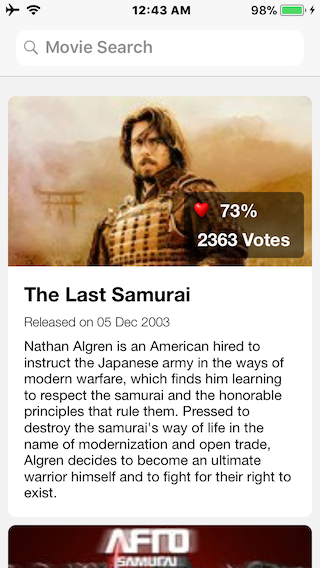 12:43 AM
98%
Movie Search
73%
2363 Votes
The Last Samurai
Released on 05 Dec 2003
Nathan Algren is an American hired to
instruct the Japanese army in the ways of
modern warfare, which finds him learning
to respect the samurai and the honorable
principles that rule them. Pressed to
destroy the samurai's way of life in the
name of modernization and open trade,
Algren decides to become an ultimate
warrior himself and to fight for their right to
exist.
AFRO
SAMURAI